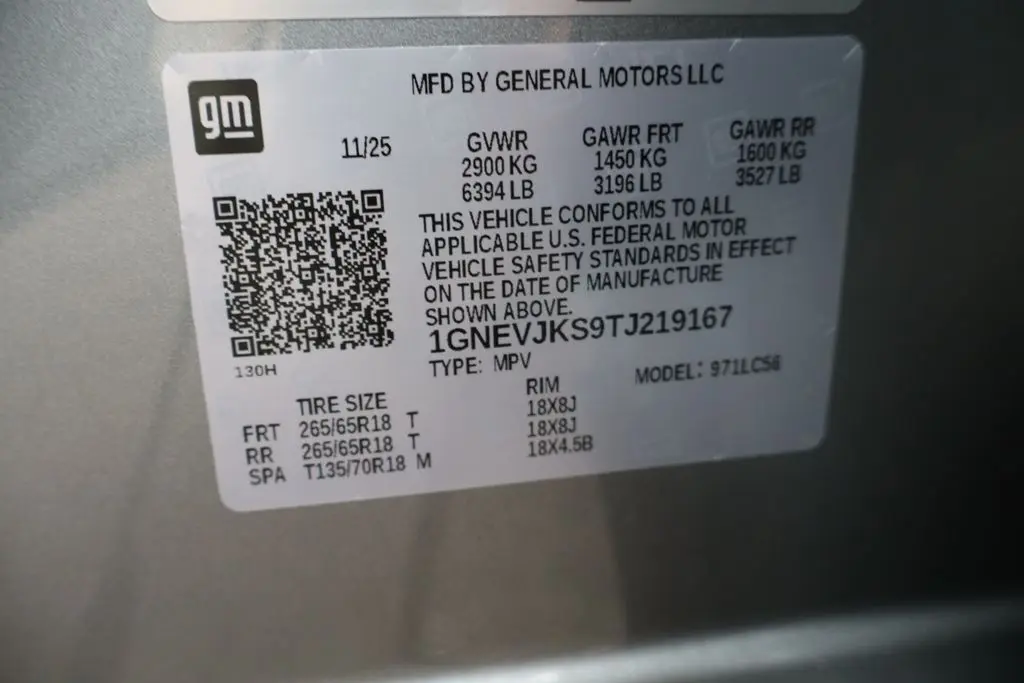 gm
MFD BY GENERAL MOTORS LLC
11/25
GVWR GAWR FRT GAWR RR
2900 KG 1450 KG 1600 KG
6394 LB 3196 LB 3527 LB
THIS VEHICLE CONFORMS TO ALL
APPLICABLE U.S. FEDERAL MOTOR
VEHICLE SAFETY STANDARDS IN EFFECT
ON THE DATE OF MANUFACTURE
SHOWN ABOVE.
1GNEVJKS9TJ219167
130H
TYPE: MPV MODEL: 971LC56
TIRE SIZE RIM
FRT 265/65R18 T 18X8J
RR 265/65R18 T 18X8J
SPA T135/70R18 M 18X4.5B